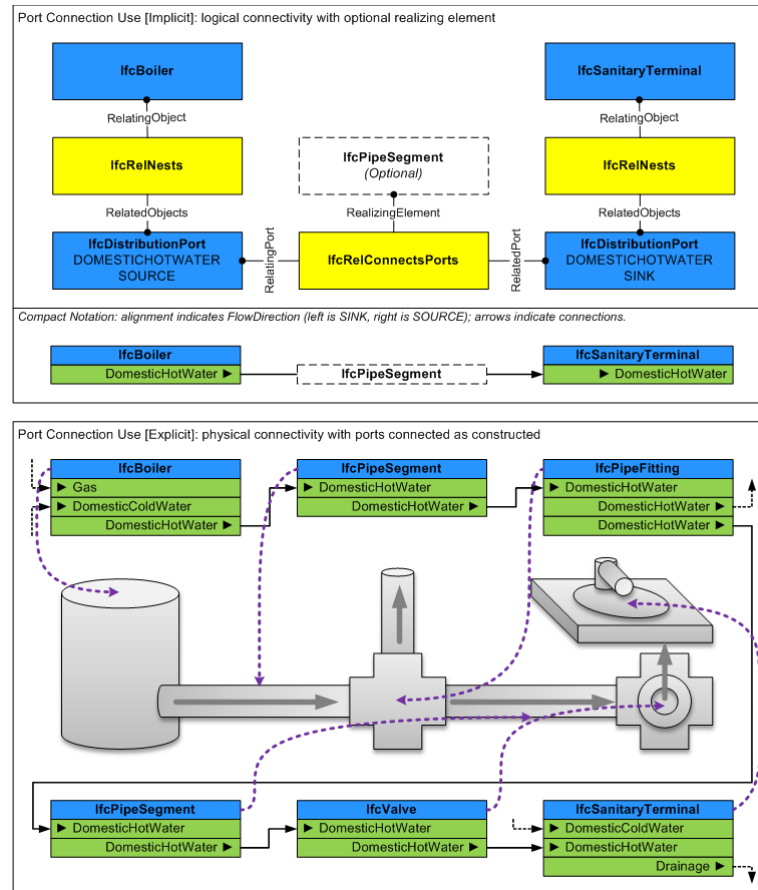 Port Connection Use [Implicit]: logical connectivity with optional realizing element
IfcBoiler
IfcSanitaryTerminal
RelatingObject
RelatingObject
IfcRelNests
IfcPipeSegment
(Optional)
IfcRelNests
RelatedObjects
RealizingElement
RelatedObjects
IfcDistributionPort
DOMESTICHOTWATER
SOURCE
RelatingPort
IfcRelConnectsPorts
RelatedPort
IfcDistributionPort
DOMESTICHOTWATER
SINK
Compact Notation: alignment indicates FlowDirection (left is SINK, right is SOURCE); arrows indicate connections.
IfcBoiler
DomesticHotWater ►
IfcPipeSegment
IfcSanitaryTerminal
► DomesticHotWater
Port Connection Use [Explicit]: physical connectivity with ports connected as constructed
IfcBoiler
► Gas
► DomesticColdWater
DomesticHotWater ►
IfcPipeSegment
► DomesticHotWater
DomesticHotWater ►
IfcPipeFitting
► DomesticHotWater
DomesticHotWater ►
DomesticHotWater ►
IfcPipeSegment
► DomesticHotWater
DomesticHotWater ►
IfcValve
► DomesticHotWater
DomesticHotWater ►
IfcSanitaryTerminal
► DomesticColdWater
► DomesticHotWater
Drainage ►